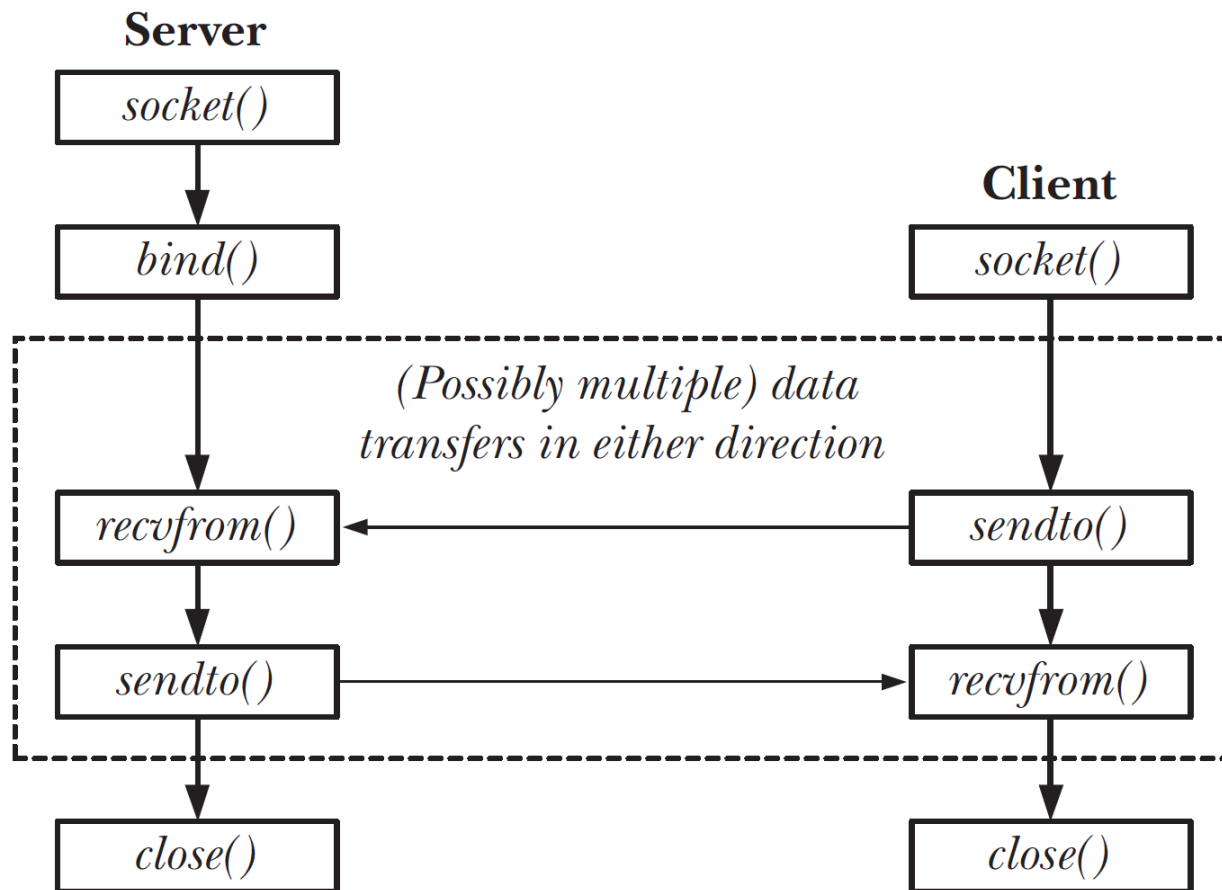 Server
socket()
Client
bind()
socket()
(Possibly multiple) data
transfers in either direction
recvfrom()
sendto()
sendto()
recvfrom()
close()
close()